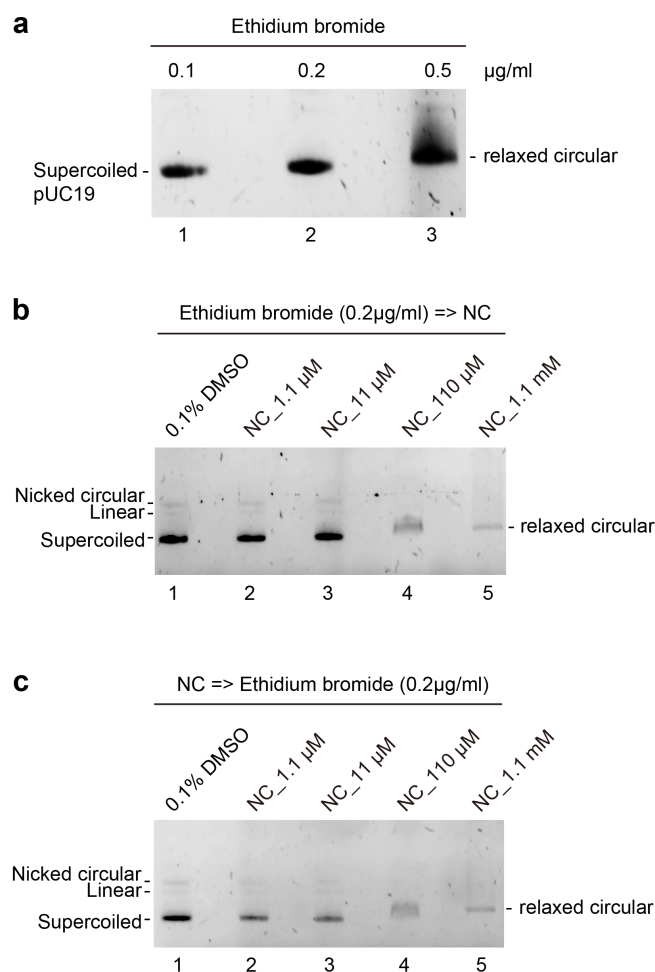 a
Ethidium bromide
0.1 0.2 0.5 µg/ml
Supercoiled -
pUC19
- relaxed circular
1 2 3
b
Ethidium bromide (0.2µg/ml) => NC
0.1% DMSO
NC_1.1 µM
NC_11 µM
NC_110 µM
NC_1.1 mM
Nicked circular -
Linear -
Supercoiled -
- relaxed circular
1 2 3 4 5
c
NC => Ethidium bromide (0.2µg/ml)
0.1% DMSO
NC_1.1 µM
NC_11 µM
NC_110 µM
NC_1.1 mM
Nicked circular -
Linear -
Supercoiled -
- relaxed circular
1 2 3 4 5